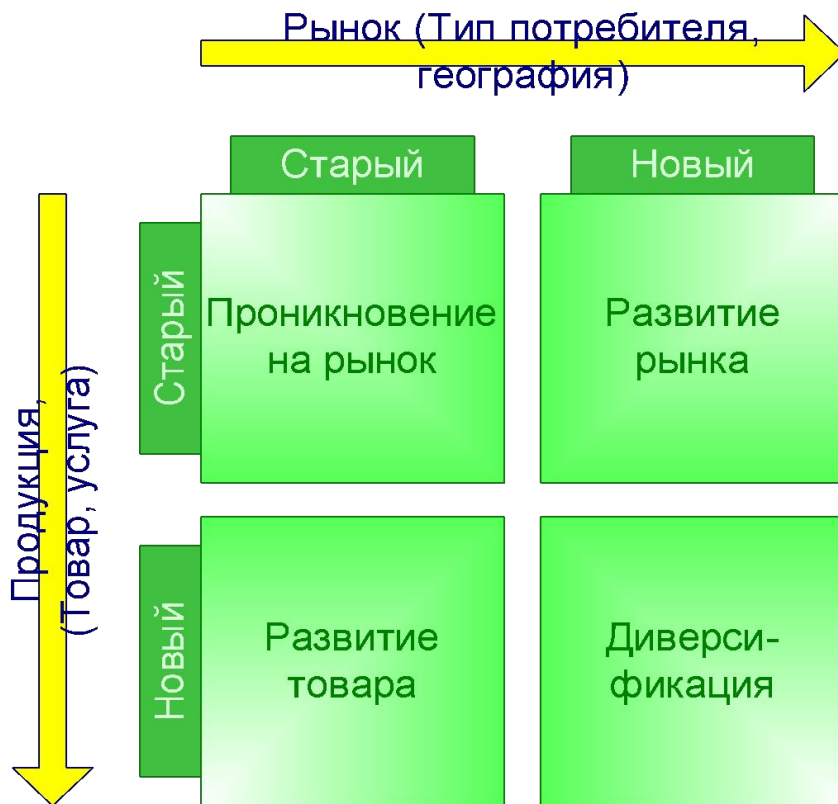 Рынок (Тип потребителя,
география)
Старый
Новый
Продукция,
(Товар, услуга)
Старый
Проникновение
на рынок
Развитие
рынка
Новый
Развитие
товара
Диверси-
фикация